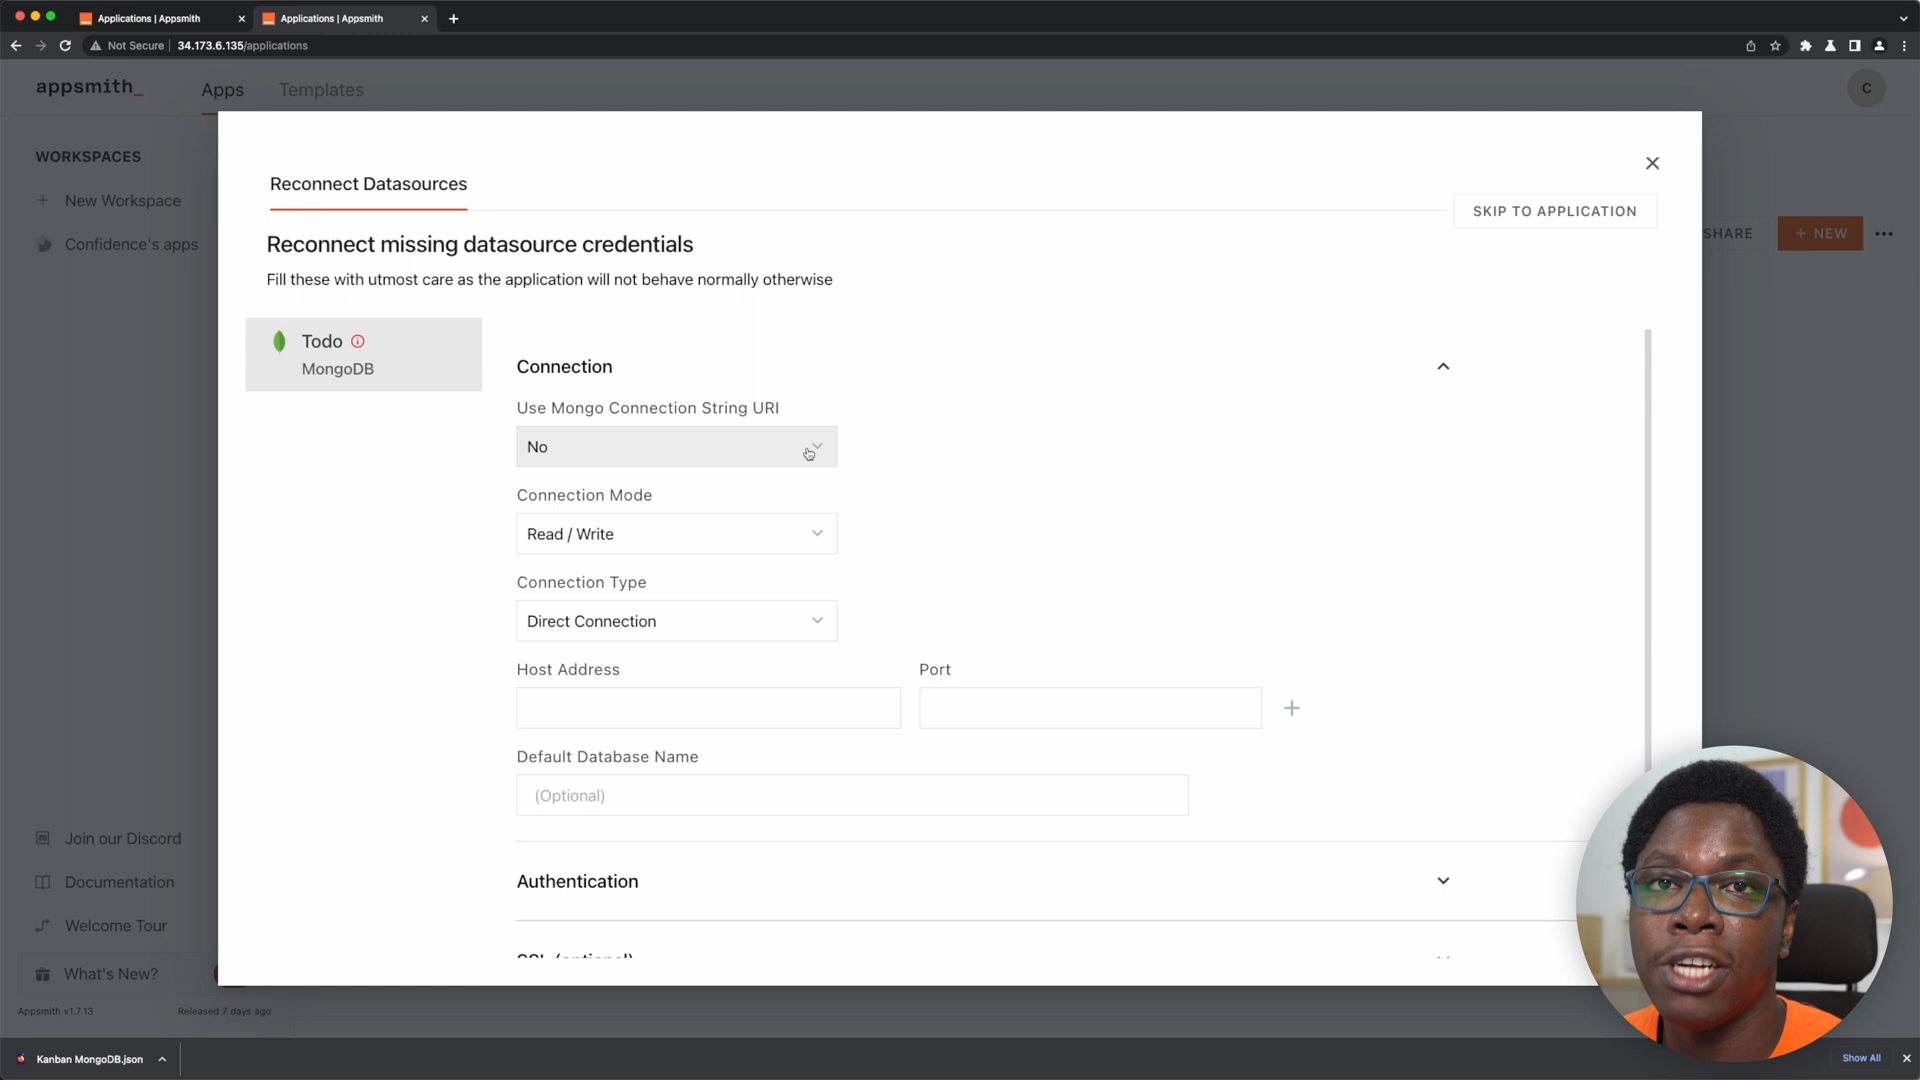 Applications | Appsmith
Applications | Appsmith
Not Secure
34.173.6.135/applications
appsmith_
Apps
Templates
C
WORKSPACES
+ New Workspace
Confidence's apps
SHARE
+ NEW
Reconnect Datasources
SKIP TO APPLICATION
Reconnect missing datasource credentials
Fill these with utmost care as the application will not behave normally otherwise
Todo
MongoDB
Connection
Use Mongo Connection String URI
No
Connection Mode
Read / Write
Connection Type
Direct Connection
Host Address
Port
Default Database Name
(Optional)
Authentication
SSL (optional)
Join our Discord
Documentation
Welcome Tour
What's New?
Appsmith v1.7.13
Released 7 days ago
Kanban MongoDB.json
Show All